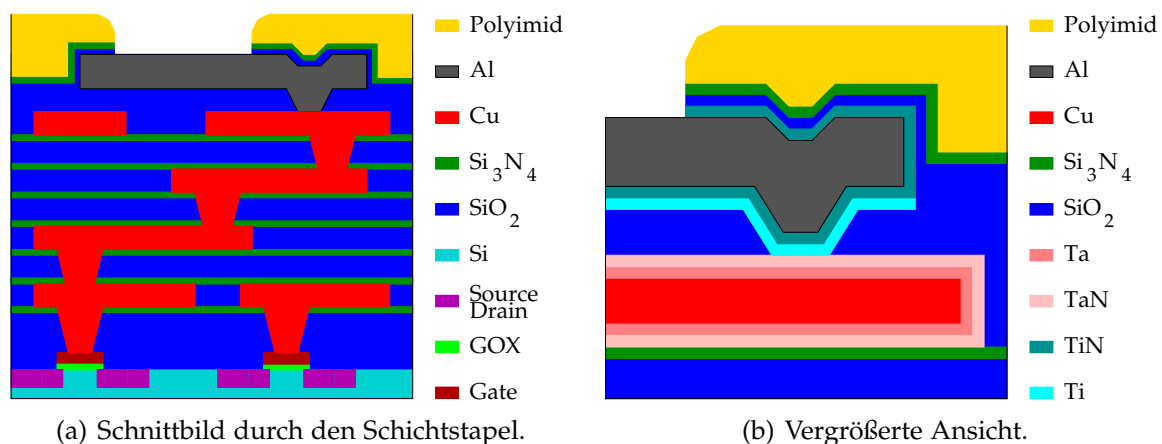 Polyimid
Al
Cu
Si3N4
SiO2
Si
Source
Drain
GOX
Gate
(a) Schnittbild durch den Schichtstapel.
Polyimid
Al
Cu
Si3N4
SiO2
Ta
TaN
TiN
Ti
(b) Vergrößerte Ansicht.